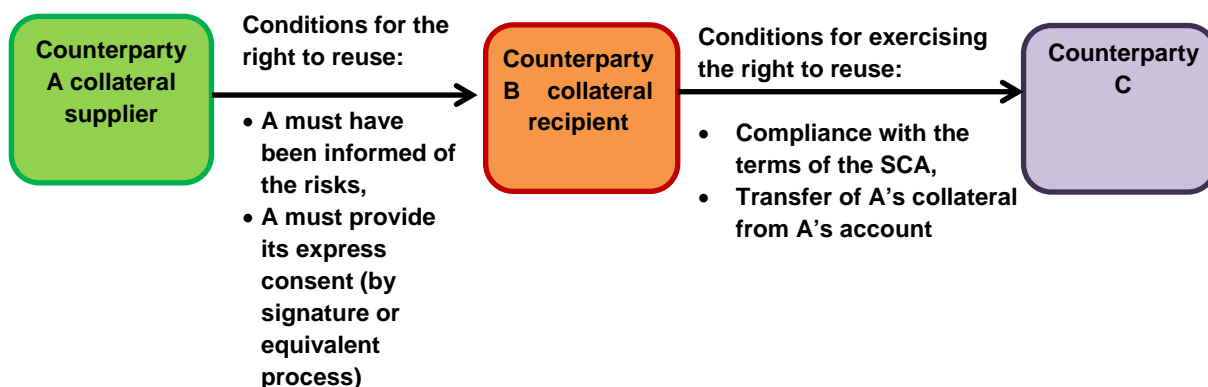 Counterparty
A collateral
supplier
Conditions for the
right to reuse:
• A must have
been informed of
the risks,
• A must provide
its express
consent (by
signature or
equivalent
process)
Counterparty
B collateral
recipient
Conditions for exercising
the right to reuse:
• Compliance with the
terms of the SCA,
• Transfer of A’s collateral
from A’s account
Counterparty
C